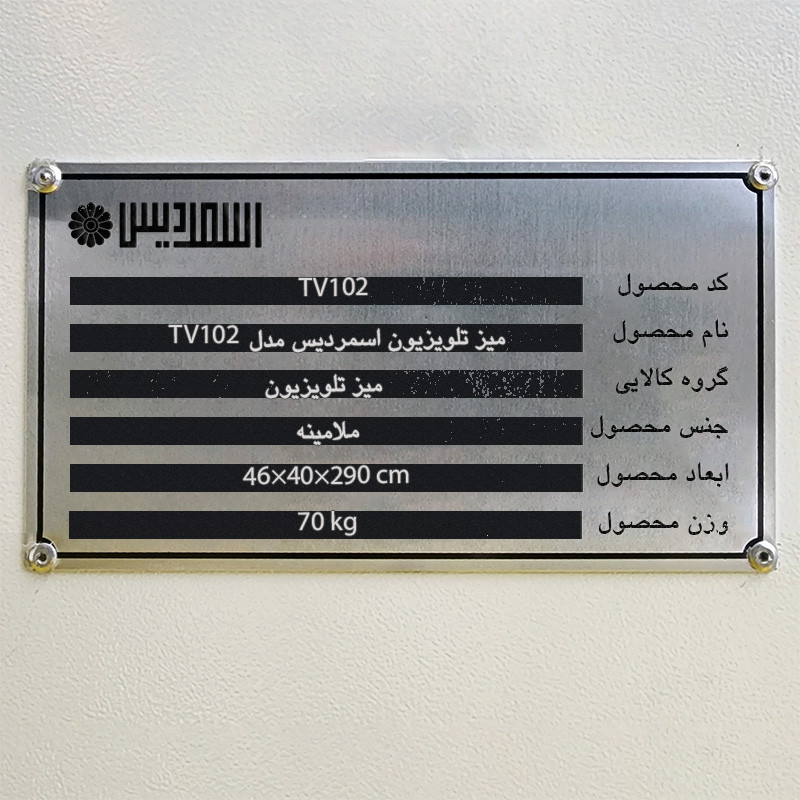 اسمردیس
کد محصول TV102
نام محصول میز تلویزیون اسمردیس مدل TV102
گروه کالایی میز تلویزیون
جنس محصول ملامینه
ابعاد محصول 46×40×290 cm
وزن محصول 70 kg